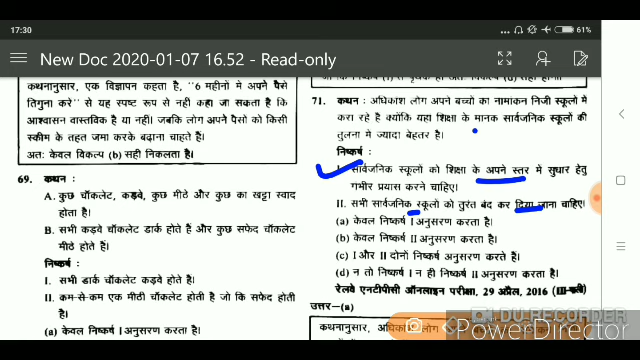 17:30
61%
New Doc 2020-01-07 16.52 - Read-only
कथनानुसार, एक विज्ञापन कहता है, "6 महीनों में अपने पैसे
तिगुना करे" से यह स्पष्ट रूप से नही कहा जा सकता है कि
आश्वासन वास्तविक है या नही। जबकि लोग अपने पैसो को किसी
स्कीम के तहत जमा करके बढ़ाना चाहते है।
अतः केवल विकल्प (b) सही निकलता है।
69. कथन :
A. कुछ चॉकलेट, कड़वे, कुछ मीठे और कुछ का खट्टा स्वाद
होता है।
B. सभी कड़वे चॉकलेट डार्क होते हैं और कुछ सफेद चॉकलेट
मीठे होते हैं।
निष्कर्ष :
I. सभी डार्क चॉकलेट कड़वे होते है।
II. कम-से-कम एक मीठी चॉकलेट होती है जो कि सफेद होती
है।
(a) केवल निष्कर्ष I अनुसरण करता है।
71. कथन : अधिकाश लोग अपने बच्चों का नामांकन निजी स्कूलो में
करा रहे है क्योंकि यहा शिक्षा के मानक सार्वजनिक स्कूलों की
तुलना में ज्यादा बेहतर है।
निष्कर्ष
I. सार्वजनिक स्कूलों को शिक्षा के अपने स्तर में सुधार हेतु
गंभीर प्रयास करने चाहिए।
II. सभी सार्वजनिक स्कूलों को तुरंत बंद कर दिया जाना चाहिए।
(a) केवल निष्कर्ष I अनुसरण करता है।
(b) केवल निष्कर्ष II अनुसरण करता है।
(c) I और II दोनों निष्कर्ष अनुसरण करते है।
(d) न तो निष्कर्ष I न ही निष्कर्ष II अनुसरण करता है।
रेलवे एनटीपीसी ऑनलाइन परीक्षा, 29 अप्रैल, 2016
उत्तर-(a)
कथनानुसार, अधिकांश लोग
DU RECORDER
PowerDirector